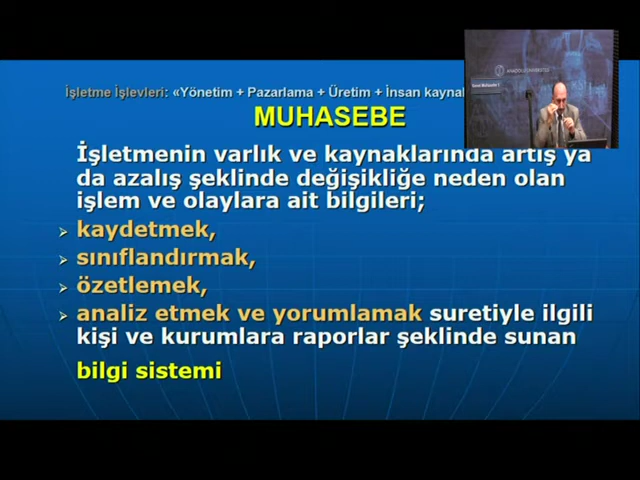 İşletme İşlevleri: «Yönetim + Pazarlama + Üretim + İnsan
MUHASEBE
İşletmenin varlık ve kaynaklarında artış ya
da azalış şeklinde değişikliğe neden olan
işlem ve olaylara ait bilgileri;
kaydetmek,
sınıflandırmak,
özetlemek,
analiz etmek ve yorumlamak suretiyle ilgili
kişi ve kurumlara raporlar şeklinde sunan
bilgi sistemi